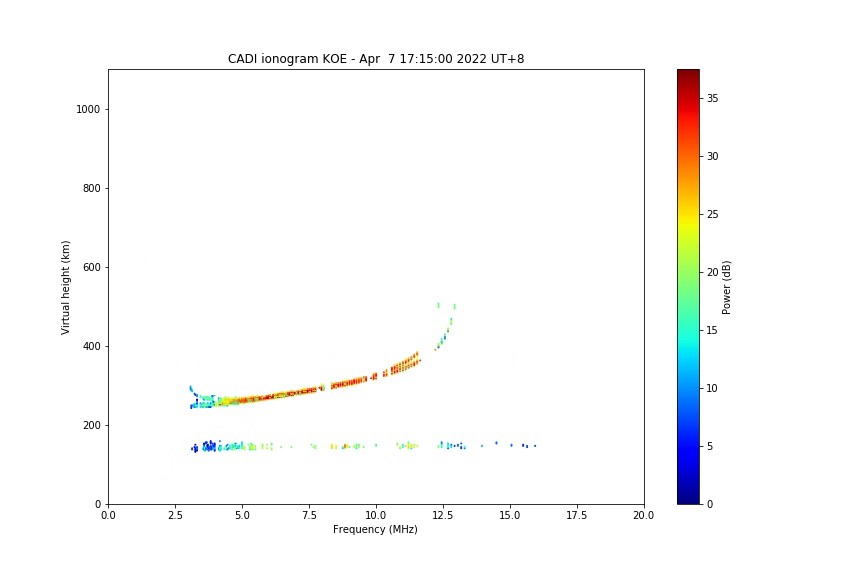 CADI ionogram KOE - Apr  7 17:15:00 2022 UT+8
Virtual height (km)
1000
800
600
400
200
0
0.0 2.5 5.0 7.5 10.0 12.5 15.0 17.5 20.0
Frequency (MHz)
35
30
25
20
15
10
5
0
Power (dB)